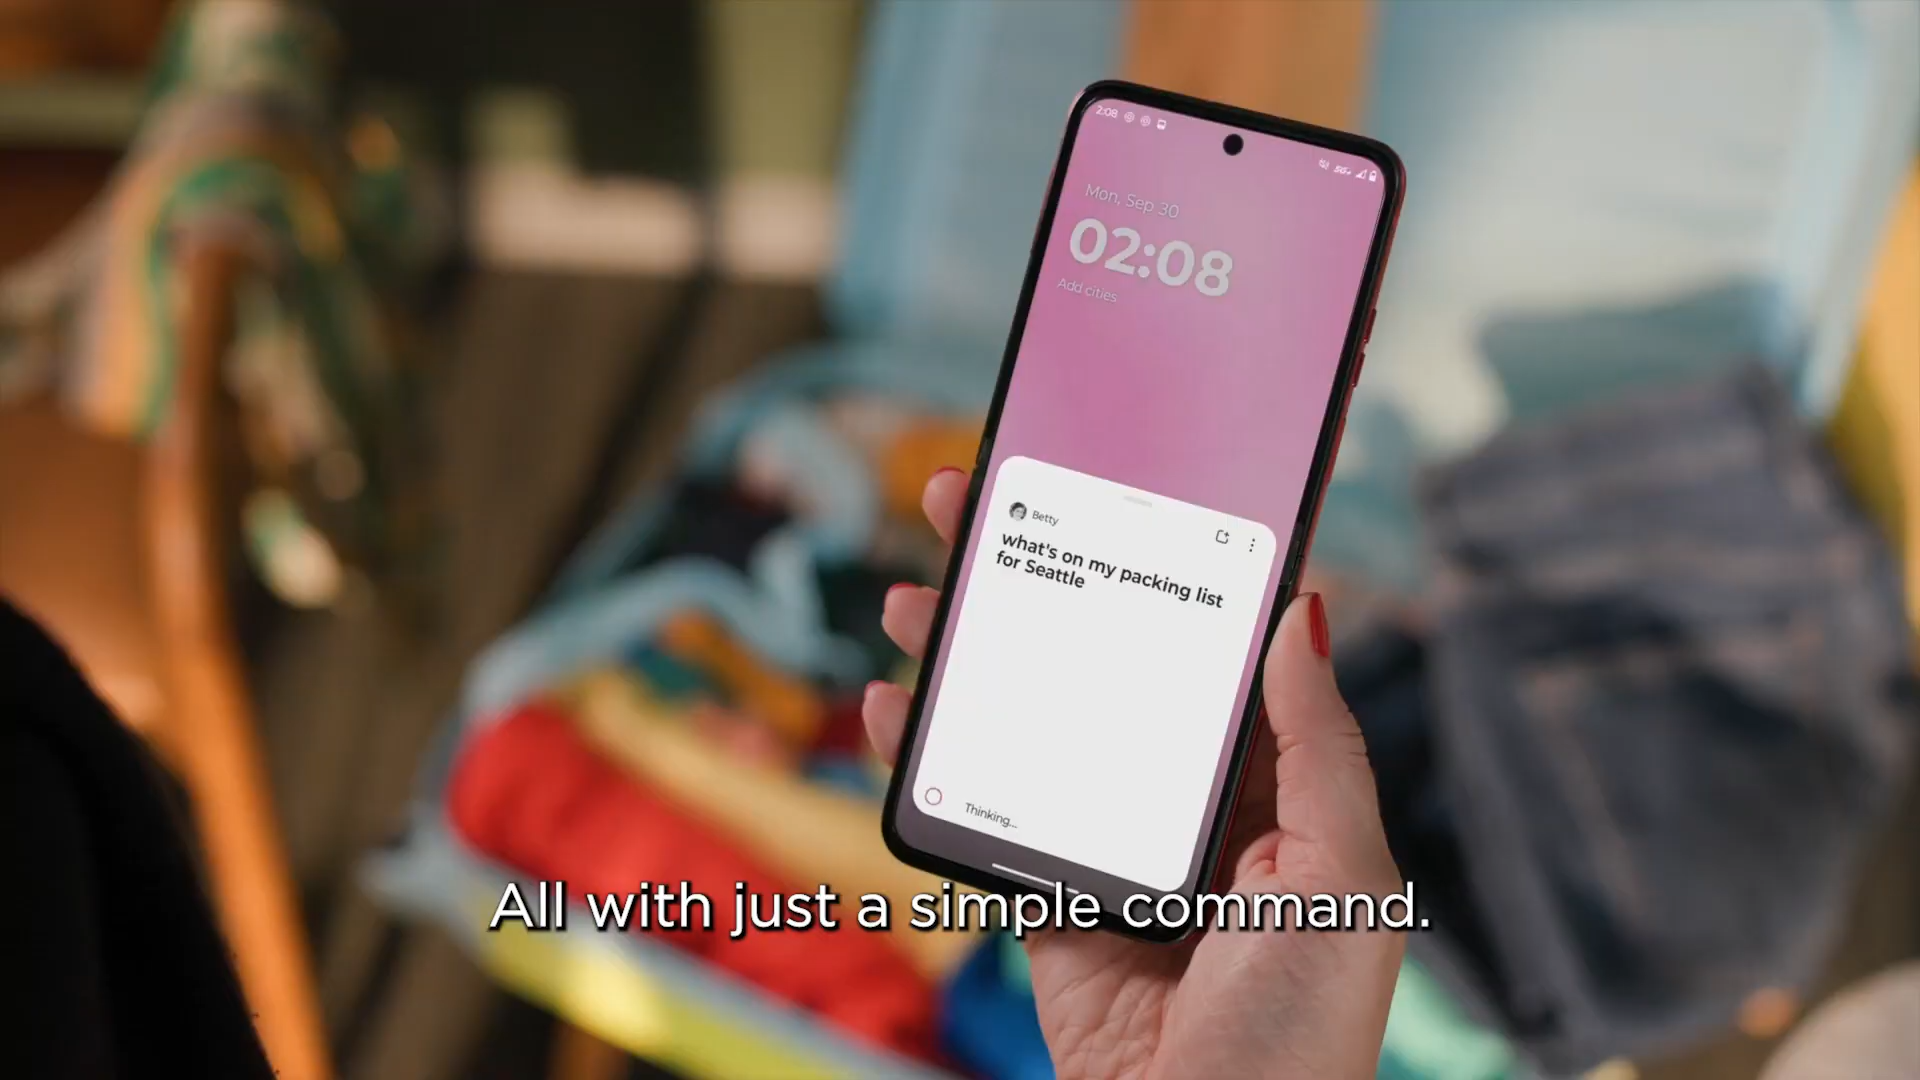 2:08
5G+
Mon, Sep 30
02:08
Add cities
Betty
what's on my packing list
for Seattle
Thinking...
All with just a simple command.